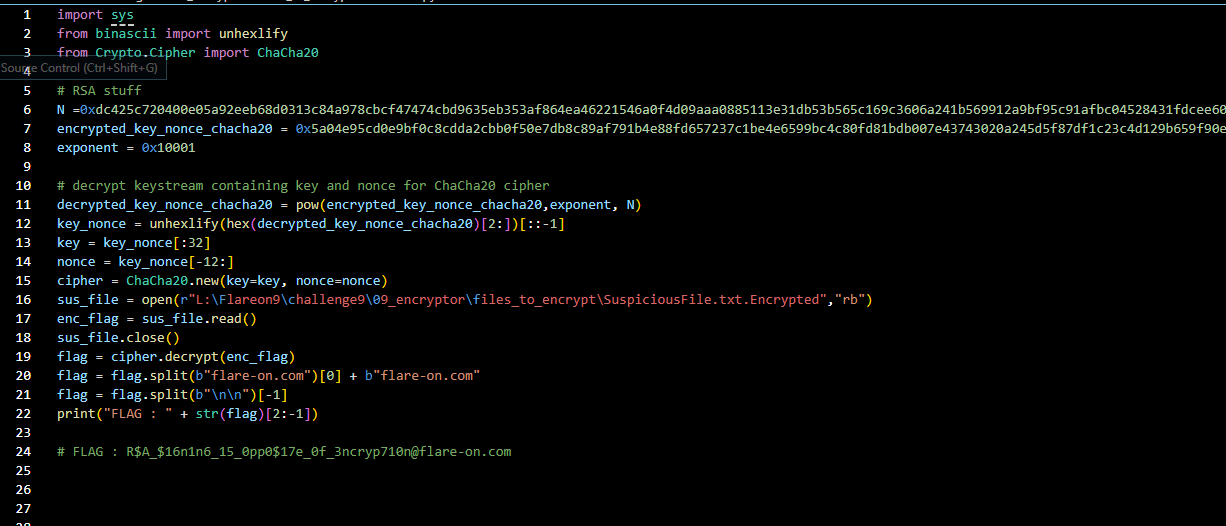 1 import sys
2 from binascii import unhexlify
3 from Crypto.Cipher import ChaCha20
Source Control (Ctrl+Shift+G)
4
5 # RSA stuff
6 N =0xdc425c720400e05a92eeb68d0313c84a978cbcf47474cbd9635eb353af864ea46221546a0f4d09aaa0885113e31db53b565c169c3606a241b569912a9bf95c91afbc04528431fdcee60
7 encrypted_key_nonce_chacha20 = 0x5a04e95cd0e9bf0c8cdda2cbb0f50e7db8c89af791b4e88fd657237c1be4e6599bc4c80fd81bdb007e43743020a245d5f87df1c23c4d129b659f90e
8 exponent = 0x10001
9
10 # decrypt keystream containing key and nonce for ChaCha20 cipher
11 decrypted_key_nonce_chacha20 = pow(encrypted_key_nonce_chacha20,exponent, N)
12 key_nonce = unhexlify(hex(decrypted_key_nonce_chacha20)[2:])[::-1]
13 key = key_nonce[:32]
14 nonce = key_nonce[-12:]
15 cipher = ChaCha20.new(key=key, nonce=nonce)
16 sus_file = open(r"L:\Flareon9\challenge9\09_encryptor\files_to_encrypt\SuspiciousFile.txt.Encrypted","rb")
17 enc_flag = sus_file.read()
18 sus_file.close()
19 flag = cipher.decrypt(enc_flag)
20 flag = flag.split(b"flare-on.com")[0] + b"flare-on.com"
21 flag = flag.split(b"\n\n")[-1]
22 print("FLAG : " + str(flag)[2:-1])
23
24 # FLAG : R$A_$16n1n6_15_0pp0$17e_0f_3ncryp710n@flare-on.com
25
26
27